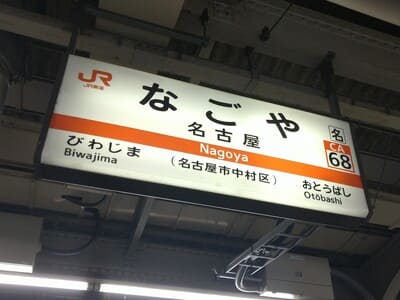 JR
JR東海
なごや
名古屋
Nagoya
(名古屋市中村区)
びわじま
Biwajima
おとうばし
Otōbashi
名
CA
68